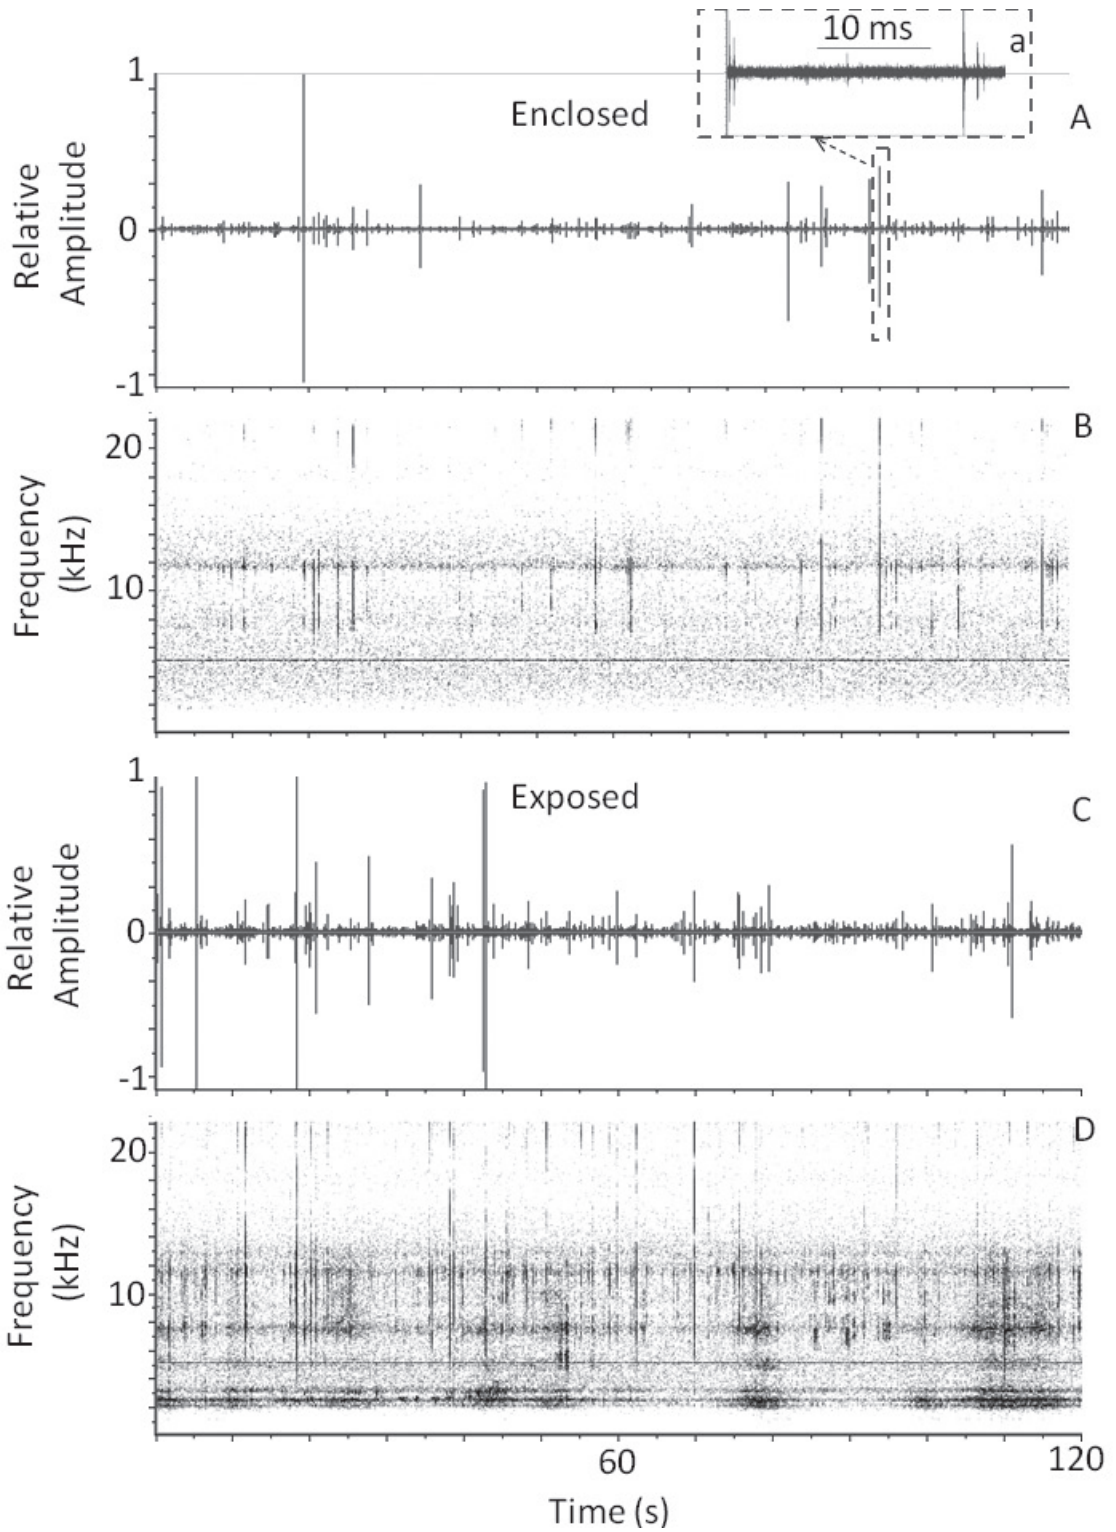 10 ms
a
1
Enclosed
A
Relative
Amplitude
0
-1
B
20
Frequency
(kHz)
10
1
Exposed
C
Relative
Amplitude
0
-1
D
20
Frequency
(kHz)
10
60
120
Time (s)